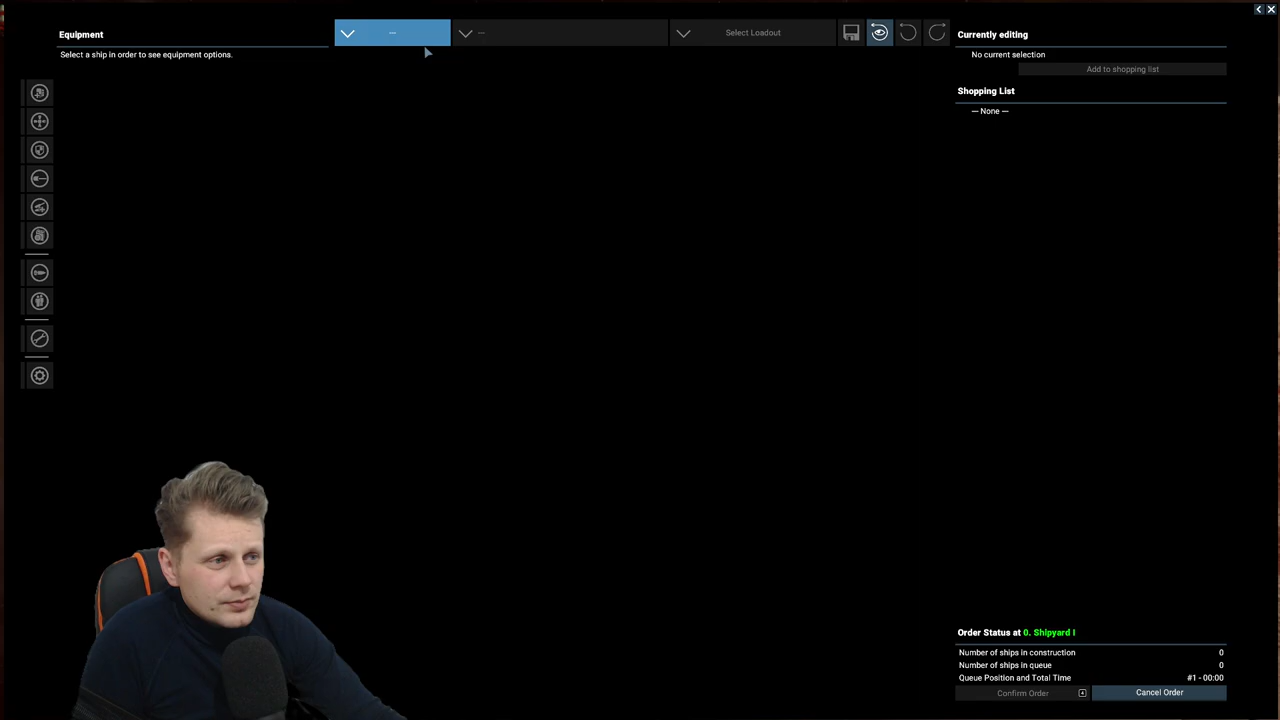 Equipment
Select a ship in order to see equipment options.
---
---
Select Loadout
Currently editing
No current selection
Add to shopping list
Shopping List
— None —
Order Status at 0. Shipyard I
Number of ships in construction 0
Number of ships in queue 0
Queue Position and Total Time #1 - 00:00
Confirm Order
Cancel Order